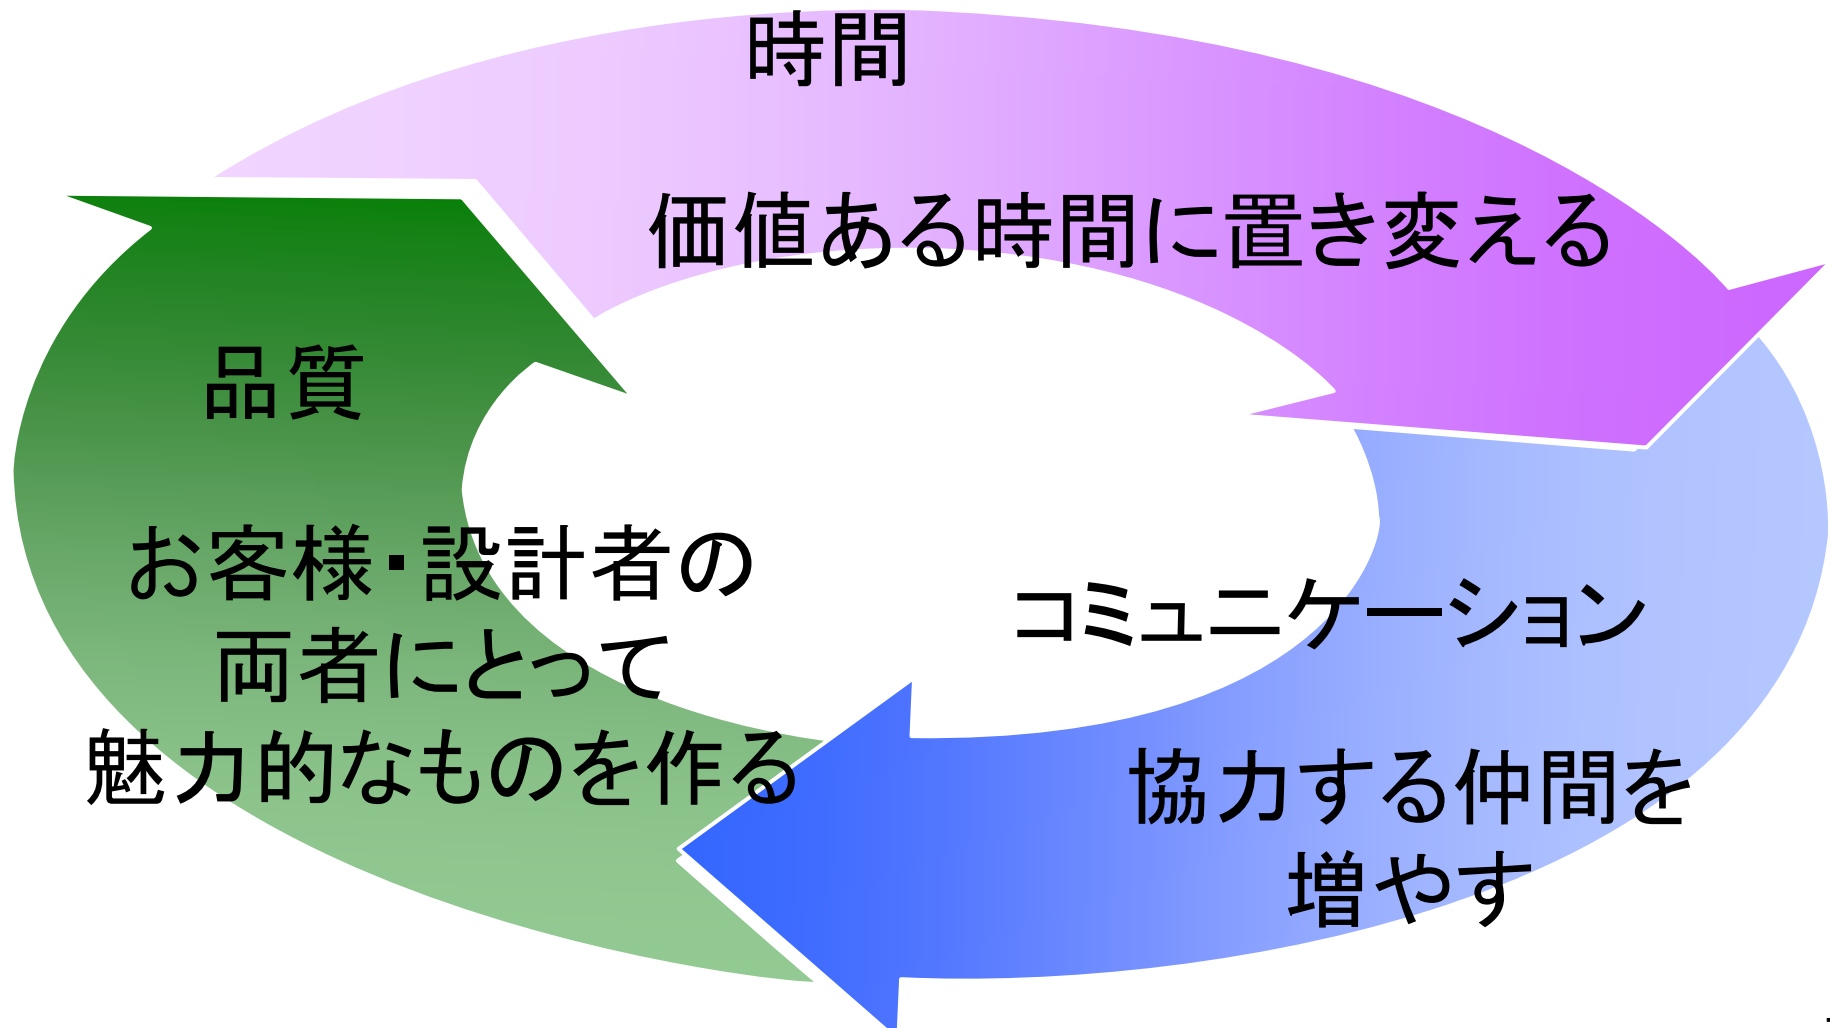 時間
価値ある時間に置き変える
品質
お客様・設計者の
両者にとって
魅力的なものを作る
コミュニケーション
協力する仲間を
増やす